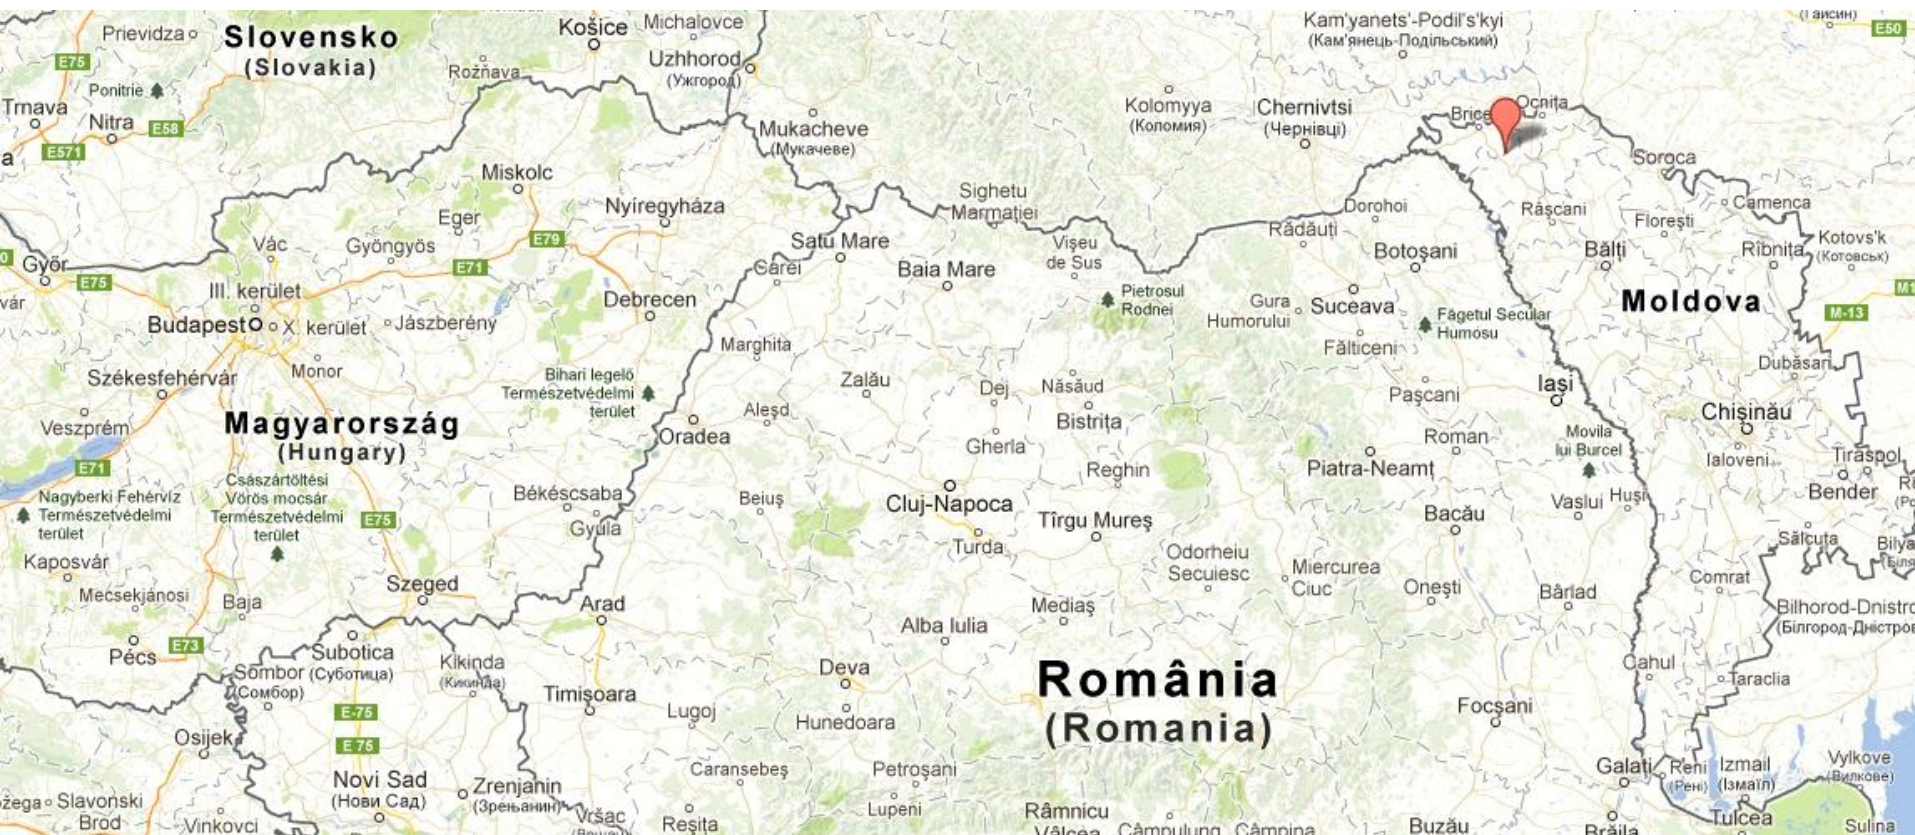 Prievidza
Slovensko
(Slovakia)
Košice
Michalovce
Kam'yanets'-Podil's'kyi
(Кам'янець-Подільський)
(Гайсин)
E50
E75
Rožňava
Uzhhorod
(Ужгород)
Ponitrie
Trnava
Nitra
E58
E571
Mukacheve
(Мукачеве)
Kolomyya
(Коломия)
Chernivtsi
(Чернівці)
Ocnița
Soroca
Miskolc
Nyíregyháza
Eger
Sighetu
Marmației
Dorohoi
Râșcani
Camenca
Florești
Vác
Gyöngyös
E79
Satu Mare
Vișeu
de Sus
Rădăuți
Botoșani
Bălți
Rîbnița
Kotovs'k
(Котовськ)
Győr
E75
E71
Carei
Baia Mare
III. kerület
Debrecen
Pietrosul
Rodnei
Gura
Humorului
Suceava
Moldova
M-13
Budapest
X. kerület
Jászberény
Făgetul Secular
Humosu
Marghita
Fălticeni
Monor
Székesfehérvár
Bihari legelő
Természetvédelmi
terület
Zalău
Dej
Năsăud
Pașcani
Iași
Dubăsari
Aleșd
Bistrița
Chișinău
Veszprém
Magyarország
(Hungary)
Oradea
Gherla
Roman
Movila
lui Burcel
Ialoveni
Tiraspol
E71
Reghin
Piatra-Neamț
Bender
Császártöltési
Vörös mocsár
Természetvédelmi
terület
Nagyberki Fehérvíz
Természetvédelmi
terület
Békéscsaba
Beiuș
Cluj-Napoca
Vaslui
Huși
E75
Gyula
Tîrgu Mureș
Bacău
Turda
Sălcuța
Kaposvár
Odorheiu
Secuiesc
Miercurea
Ciuc
Onești
Bârlad
Comrat
Mecsekjánosi
Baja
Szeged
Arad
Mediaș
Alba Iulia
Pécs
E73
Subotica
(Суботица)
Kikinda
(Кикинда)
Deva
România
(Romania)
Cahul
Taraclia
Sombor
(Сомбор)
Timișoara
Lugoj
Hunedoara
Focșani
E-75
Osijek
E 75
Novi Sad
(Нови Сад)
Zrenjanin
(Зрењанин)
Caransebeș
Petroșani
Galați
Reni
(Рені)
Izmail
(Ізмаїл)
Vylkove
(Вилкове)
Slavonski
Brod
Vinkovci
Vršac
Reșița
Lupeni
Râmnicu
Vâlcea
Câmpulung
Câmpina
Buzău
Brăila
Tulcea
Sulina